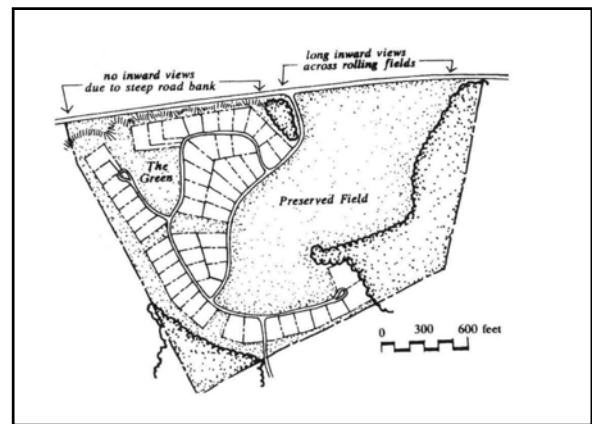 long inward views
across rolling fields
no inward views
due to steep road bank
The
Green
Preserved Field
0 300 600 feet